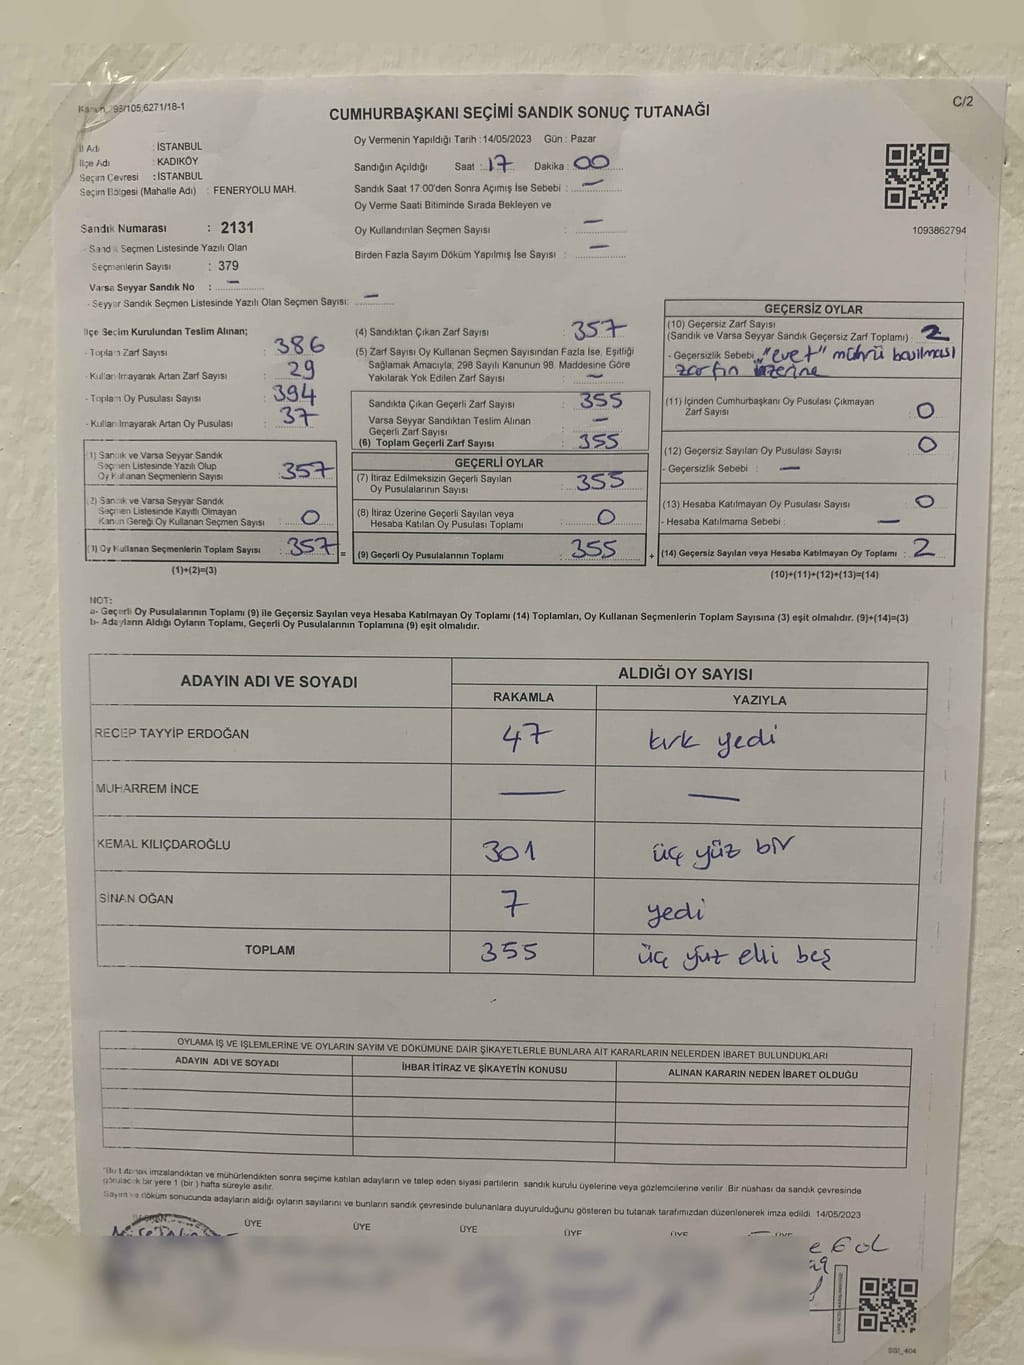 CUMHURBAŞKANI SEÇİMİ SANDIK SONUÇ TUTANAĞI
C/2
İl Adı : İSTANBUL
İlçe Adı : KADIKÖY
Seçim Çevresi : İSTANBUL
Seçim Bölgesi (Mahalle Adı) : FENERYOLU MAH.
Sandık Numarası : 2131
- Sandık Seçmen Listesinde Yazılı Olan
Seçmenlerin Sayısı : 379
Varsa Seyyar Sandık No : —
- Seyyar Sandık Seçmen Listesinde Yazılı Olan Seçmen Sayısı: —
Oy Vermenin Yapıldığı Tarih : 14/05/2023 Gün : Pazar
Sandığın Açıldığı Saat : 17 Dakika : 00
Sandık Saat 17:00'den Sonra Açımış İse Sebebi : —
Oy Verme Saati Bitiminde Sırada Bekleyen ve
Oy Kullandırılan Seçmen Sayısı : —
Birden Fazla Sayım Döküm Yapılmış İse Sayısı : —
1093862794
İlçe Seçim Kurulundan Teslim Alınan;
- Toplam Zarf Sayısı : 386
- Kullanılmayarak Artan Zarf Sayısı : 29
- Toplam Oy Pusulası Sayısı : 394
- Kullanılmayarak Artan Oy Pusulası : 37
(1) Sandık ve Varsa Seyyar Sandık
Seçmen Listesinde Yazılı Olup
Oy Kullanan Seçmenlerin Sayısı : 357
(2) Sandık ve Varsa Seyyar Sandık
Seçmen Listesinde Kayıtlı Olmayan
Kanun Gereği Oy Kullanan Seçmen Sayısı : 0
(3) Oy Kullanan Seçmenlerin Toplam Sayısı : 357 =
(1)+(2)=(3)
(4) Sandıktan Çıkan Zarf Sayısı : 357
(5) Zarf Sayısı Oy Kullanan Seçmen Sayısından Fazla İse, Eşitliği
Sağlamak Amacıyla, 298 Sayılı Kanunun 98. Maddesine Göre
Yakılarak Yok Edilen Zarf Sayısı : —
Sandıkta Çıkan Geçerli Zarf Sayısı : 355
Varsa Seyyar Sandıktan Teslim Alınan
Geçerli Zarf Sayısı : —
(6) Toplam Geçerli Zarf Sayısı : 355
GEÇERLİ OYLAR
(7) İtiraz Edilmeksizin Geçerli Sayılan
Oy Pusulalarının Sayısı : 355
(8) İtiraz Üzerine Geçerli Sayılan veya
Hesaba Katılan Oy Pusulası Toplamı : 0
(9) Geçerli Oy Pusulalarının Toplamı : 355 +
GEÇERSİZ OYLAR
(10) Geçersiz Zarf Sayısı
(Sandık ve Varsa Seyyar Sandık Geçersiz Zarf Toplamı) : 2
- Geçersizlik Sebebi : "evet" mührü basılması
zarfın üzerine
(11) İçinden Cumhurbaşkanı Oy Pusulası Çıkmayan
Zarf Sayısı : 0
(12) Geçersiz Sayılan Oy Pusulası Sayısı : 0
- Geçersizlik Sebebi : —
(13) Hesaba Katılmayan Oy Pusulası Sayısı : 0
- Hesaba Katılmama Sebebi : —
(14) Geçersiz Sayılan veya Hesaba Katılmayan Oy Toplamı : 2
(10)+(11)+(12)+(13)=(14)
NOT:
a- Geçerli Oy Pusulalarının Toplamı (9) ile Geçersiz Sayılan veya Hesaba Katılmayan Oy Toplamı (14) Toplamları, Oy Kullanan Seçmenlerin Toplam Sayısına (3) eşit olmalıdır. (9)+(14)=(3)
b- Adayların Aldığı Oyların Toplamı, Geçerli Oy Pusulalarının Toplamına (9) eşit olmalıdır.
ADAYIN ADI VE SOYADI
ALDIĞI OY SAYISI
RAKAMLA YAZIYLA
RECEP TAYYİP ERDOĞAN 47 kırk yedi
MUHARREM İNCE — —
KEMAL KILIÇDAROĞLU 301 üç yüz bir
SİNAN OĞAN 7 yedi
TOPLAM 355 üç yüz elli beş
OYLAMA İŞ VE İŞLEMLERİNE VE OYLARIN SAYIM VE DÖKÜMÜNE DAİR ŞİKAYETLERLE BUNLARA AİT KARARLARIN NELERDEN İBARET BULUNDUKLARI
ADAYIN ADI VE SOYADI İHBAR İTİRAZ VE ŞİKAYETİN KONUSU ALINAN KARARIN NEDEN İBARET OLDUĞU
*Bu tutanak imzalandıktan ve mühürlendikten sonra seçime katılan adayların ve talep eden siyasi partilerin sandık kurulu üyelerine veya gözlemcilerine verilir. Bir nüshası da sandık çevresinde
görülecek bir yere 1 (bir) hafta süreyle asılır.
Sayım ve döküm sonucunda adayların aldığı oyların sayılarını ve bunların sandık çevresinde bulunanlara duyurulduğunu gösteren bu tutanak tarafımızdan düzenlenerek imza edildi. 14/05/2023
ÜYE ÜYE ÜYE ÜYE ÜYE ÜYE